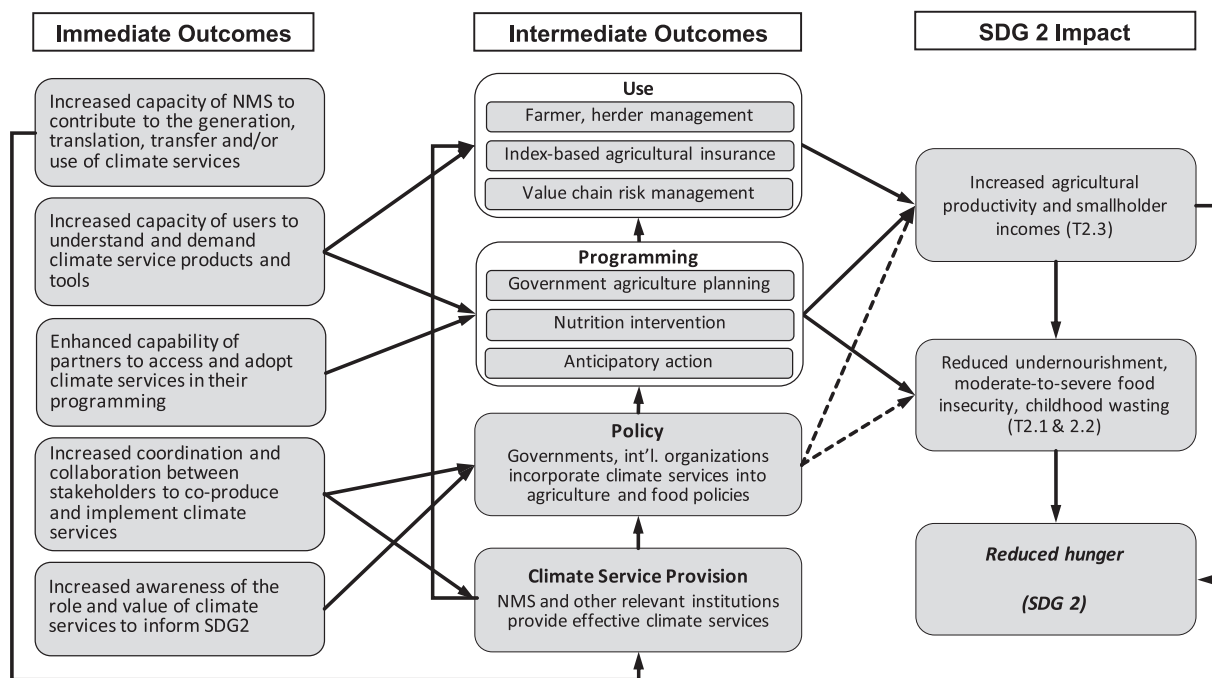 Immediate Outcomes
Increased capacity of NMS to
contribute to the generation,
translation, transfer and/or
use of climate services
Increased capacity of users to
understand and demand
climate service products and
tools
Enhanced capability of
partners to access and adopt
climate services in their
programming
Increased coordination and
collaboration between
stakeholders to co-produce
and implement climate
services
Increased awareness of the
role and value of climate
services to inform SDG2
Intermediate Outcomes
Use
Farmer, herder management
Index-based agricultural insurance
Value chain risk management
Programming
Government agriculture planning
Nutrition intervention
Anticipatory action
Policy
Governments, int’l. organizations
incorporate climate services into
agriculture and food policies
Climate Service Provision
NMS and other relevant institutions
provide effective climate services
SDG 2 Impact
Increased agricultural
productivity and smallholder
incomes (T2.3)
Reduced undernourishment,
moderate-to-severe food
insecurity, childhood wasting
(T2.1 & 2.2)
Reduced hunger
(SDG 2)